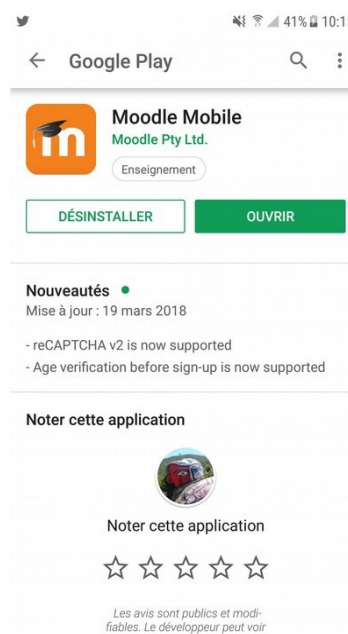 41% 10:15
Google Play
Moodle Mobile
Moodle Pty Ltd.
Enseignement
DÉSINSTALLER
OUVRIR
Nouveautés
Mise à jour : 19 mars 2018
- reCAPTCHA v2 is now supported
- Age verification before sign-up is now supported
Noter cette application
Noter cette application
Les avis sont publics et modi-
fiables. Le développeur peut voir